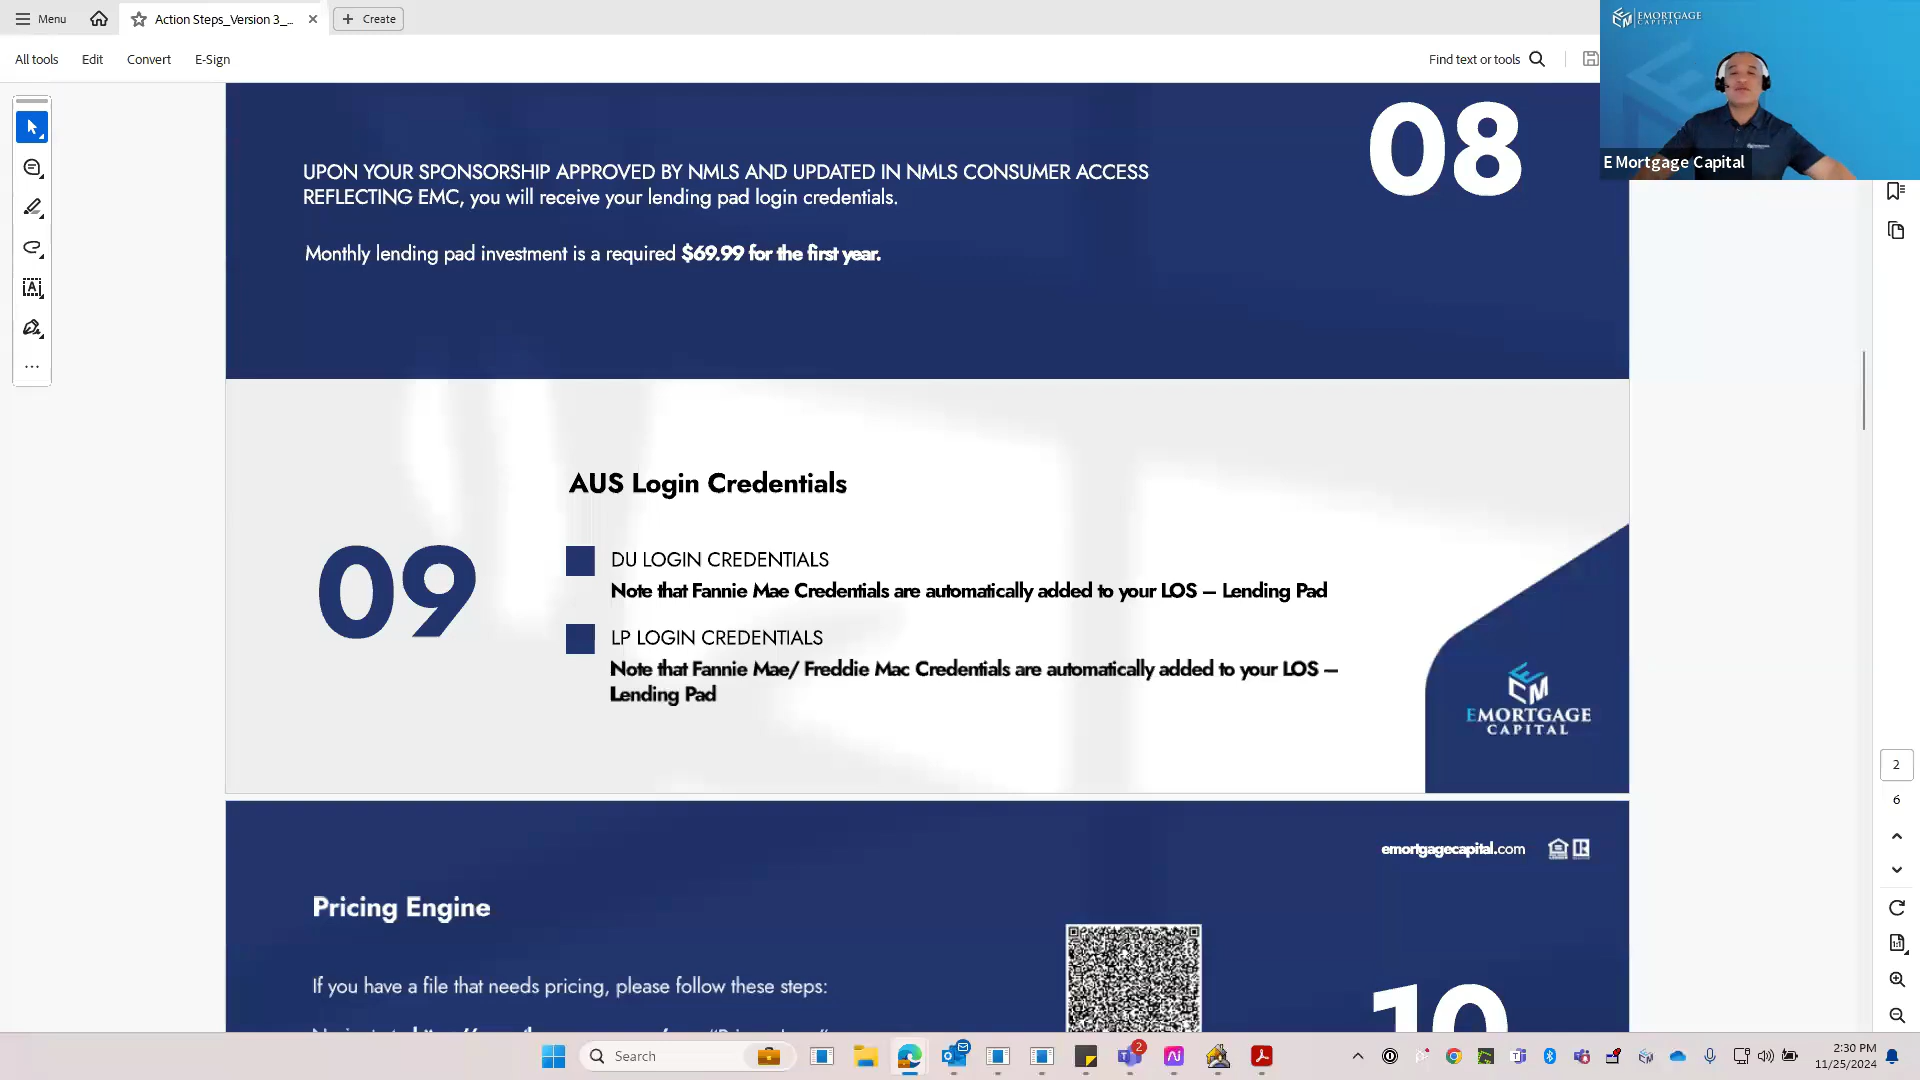 Menu
Action Steps_Version 3_...
Create
All tools
Edit
Convert
E-Sign
Find text or tools
EMORTGAGE
CAPITAL
E Mortgage Capital
08
UPON YOUR SPONSORSHIP APPROVED BY NMLS AND UPDATED IN NMLS CONSUMER ACCESS
REFLECTING EMC, you will receive your lending pad login credentials.
Monthly lending pad investment is a required $69.99 for the first year.
AUS Login Credentials
09
DU LOGIN CREDENTIALS
Note that Fannie Mae Credentials are automatically added to your LOS – Lending Pad
LP LOGIN CREDENTIALS
Note that Fannie Mae/ Freddie Mac Credentials are automatically added to your LOS –
Lending Pad
EMORTGAGE
CAPITAL
2
6
emortgagecapital.com
Pricing Engine
10
If you have a file that needs pricing, please follow these steps:
Search
2
2:30 PM
11/25/2024